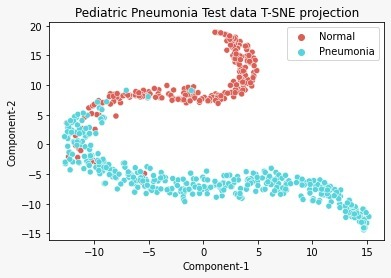 Pediatric Pneumonia Test data T-SNE projection
Normal
Pneumonia
Component-2
20
15
10
5
0
−5
−10
−15
−10
−5
0
5
10
15
Component-1